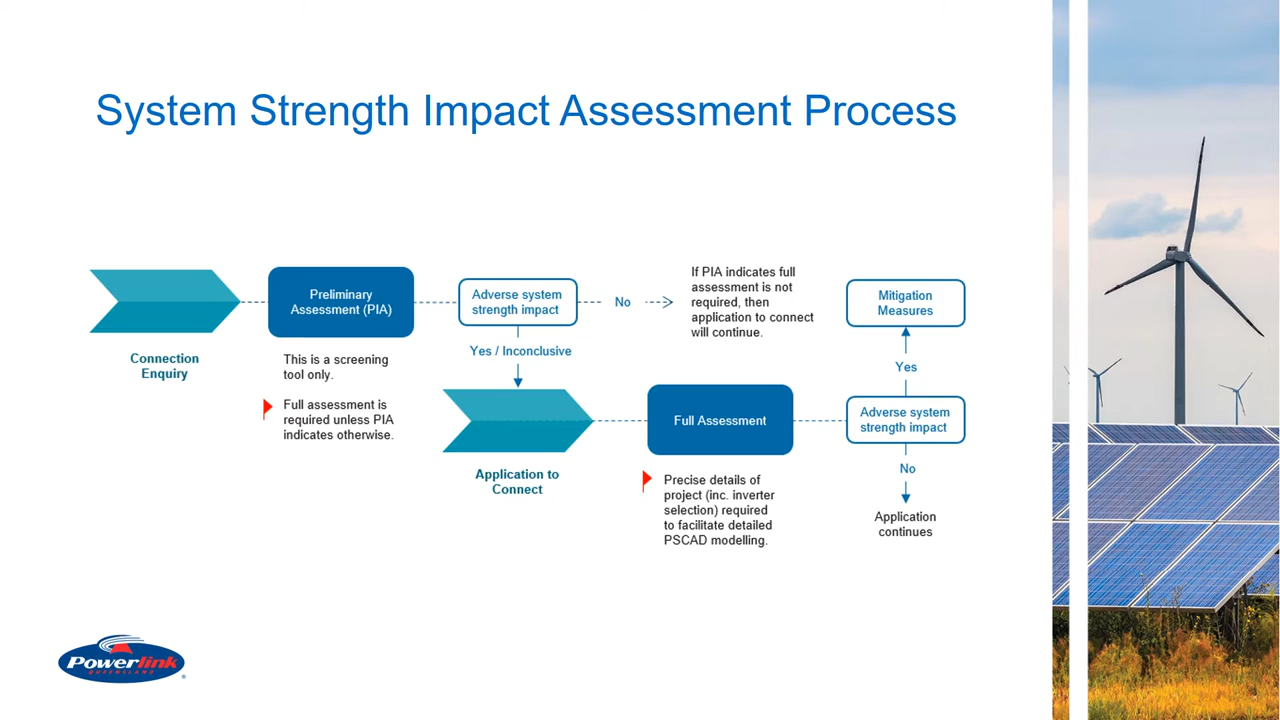 System Strength Impact Assessment Process
Connection
Enquiry
Preliminary
Assessment (PIA)
This is a screening
tool only.
Full assessment is
required unless PIA
indicates otherwise.
Adverse system
strength impact
No
If PIA indicates full
assessment is not
required, then
application to connect
will continue.
Yes / Inconclusive
Application to
Connect
Full Assessment
Precise details of
project (inc. inverter
selection) required
to facilitate detailed
PSCAD modelling.
Adverse system
strength impact
Yes
Mitigation
Measures
No
Application
continues
Powerlink
QUEENSLAND
®